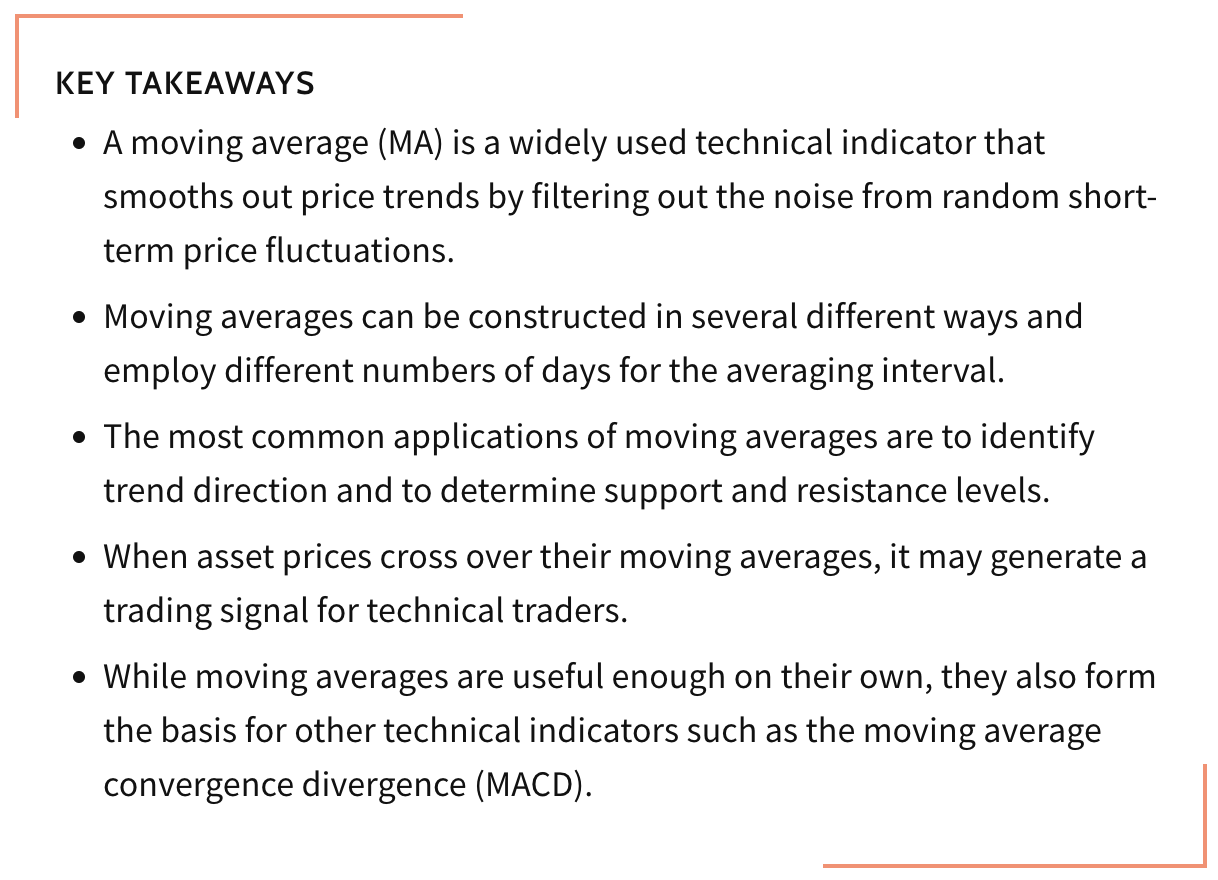 KEY TAKEAWAYS
• A moving average (MA) is a widely used technical indicator that
smooths out price trends by filtering out the noise from random short-
term price fluctuations.
• Moving averages can be constructed in several different ways and
employ different numbers of days for the averaging interval.
• The most common applications of moving averages are to identify
trend direction and to determine support and resistance levels.
• When asset prices cross over their moving averages, it may generate a
trading signal for technical traders.
• While moving averages are useful enough on their own, they also form
the basis for other technical indicators such as the moving average
convergence divergence (MACD).